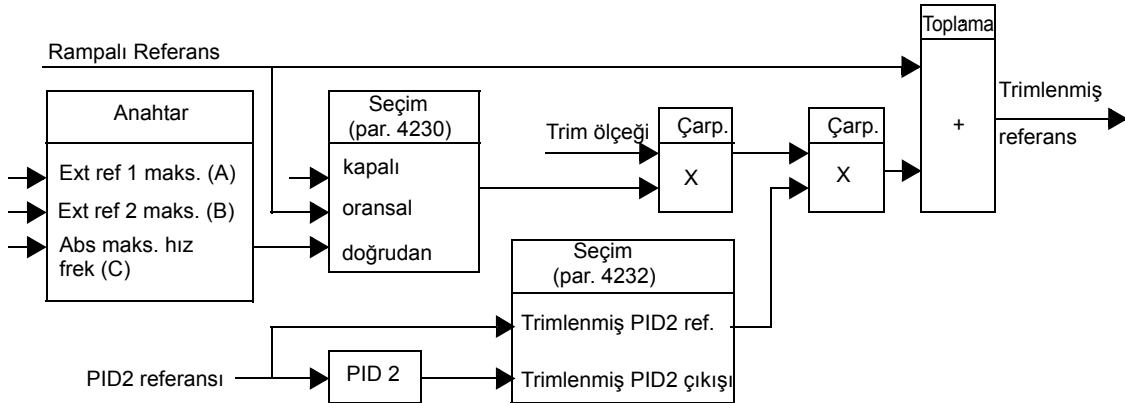 Toplama
Rampalı Referans
Anahtar
Seçim
(par. 4230)
Trim ölçeği
Çarp.
Çarp.
Trimlenmiş
referans
+
Ext ref 1 maks. (A)
kapalı
X
X
Ext ref 2 maks. (B)
oransal
Abs maks. hız
frek (C)
doğrudan
Seçim
(par. 4232)
Trimlenmiş PID2 ref.
PID2 referansı
PID 2
Trimlenmiş PID2 çıkışı